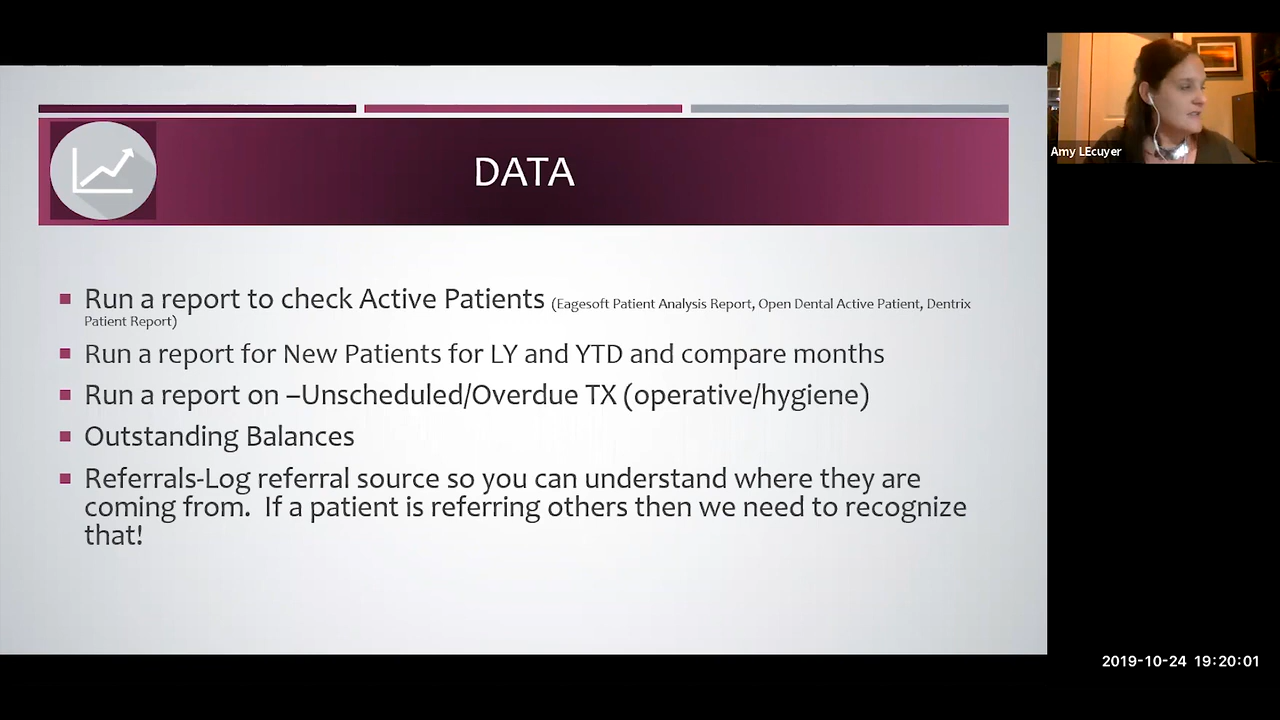 DATA
Run a report to check Active Patients (Eagesoft Patient Analysis Report, Open Dental Active Patient, Dentrix
Patient Report)
Run a report for New Patients for LY and YTD and compare months
Run a report on –Unscheduled/Overdue TX (operative/hygiene)
Outstanding Balances
Referrals-Log referral source so you can understand where they are
coming from. If a patient is referring others then we need to recognize
that!
Amy LEcuyer
2019-10-24 19:20:01